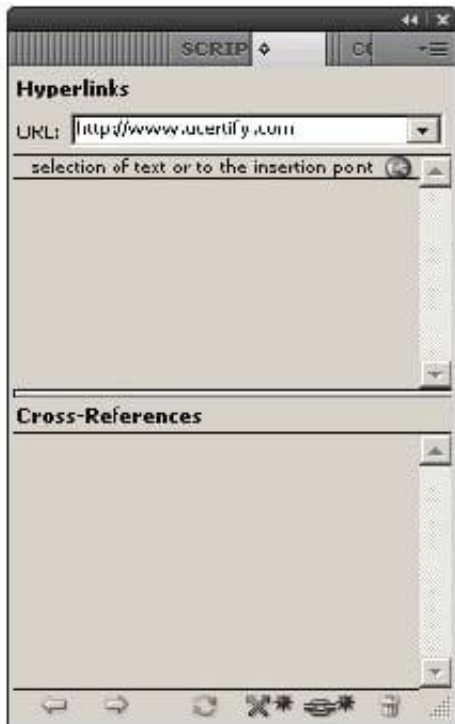 SCRIP
Hyperlinks
URL: http://www.ucertify.com
selection of text or to the insertion point
Cross-References